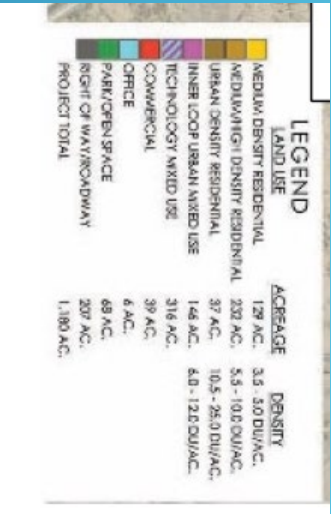 LEGEND
LAND USE ACREAGE DENSITY
MEDIUM DENSITY RESIDENTIAL 129 AC. 3.5 - 5.0 DU/AC.
MEDIUM/HIGH DENSITY RESIDENTIAL 232 AC. 5.5 - 10.0 DU/AC.
URBAN DENSITY RESIDENTIAL 37 AC. 10.5 - 25.0 DU/AC.
INNER LOOP URBAN MIXED USE 146 AC. 6.0 - 12.0 DU/AC.
TECHNOLOGY MIXED USE 316 AC.
COMMERCIAL 39 AC.
OFFICE 6 AC.
PARK/OPEN SPACE 68 AC.
RIGHT OF WAY/ROADWAY 207 AC.
PROJECT TOTAL 1,180 AC.